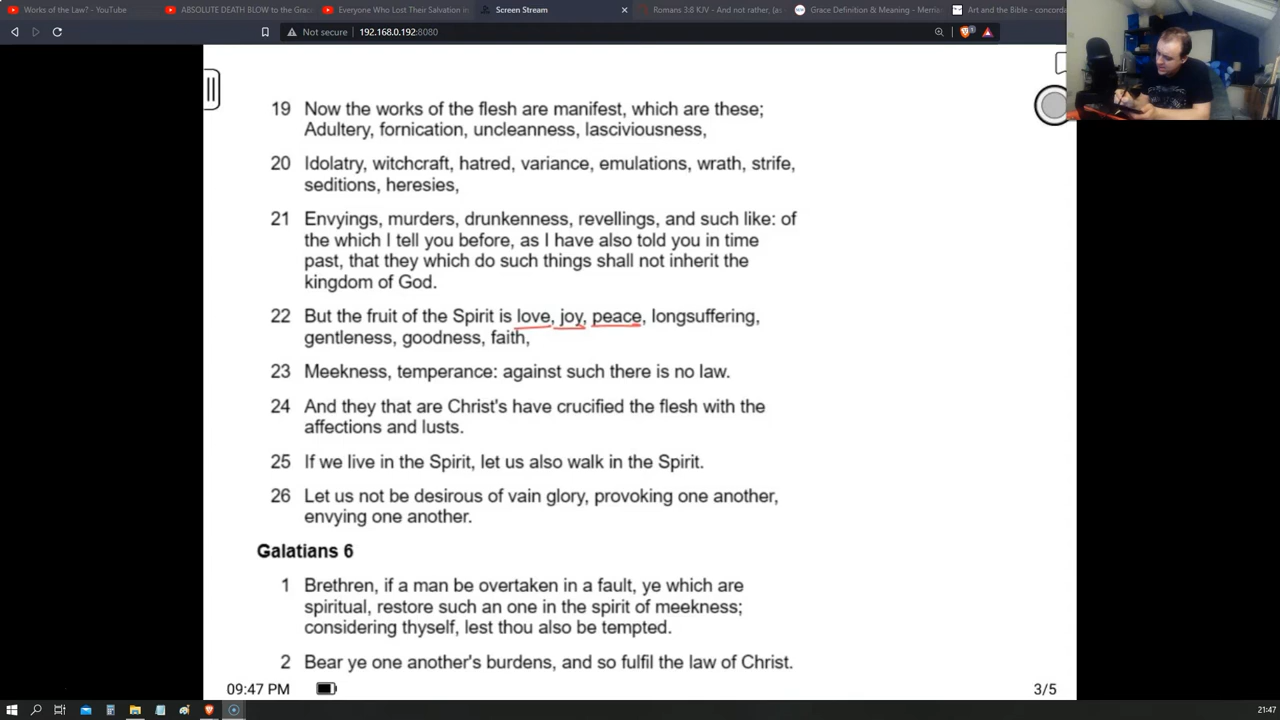 Works of the Law? - YouTube
ABSOLUTE DEATH BLOW to the Grace
Everyone Who Lost Their Salvation in
Screen Stream
Romans 3:8 KJV - And not rather, (as
Grace Definition & Meaning - Merria
Art and the Bible - concorda
Not secure
192.168.0.192:8080
19 Now the works of the flesh are manifest, which are these;
Adultery, fornication, uncleanness, lasciviousness,
20 Idolatry, witchcraft, hatred, variance, emulations, wrath, strife,
seditions, heresies,
21 Envyings, murders, drunkenness, revellings, and such like: of
the which I tell you before, as I have also told you in time
past, that they which do such things shall not inherit the
kingdom of God.
22 But the fruit of the Spirit is love, joy, peace, longsuffering,
gentleness, goodness, faith,
23 Meekness, temperance: against such there is no law.
24 And they that are Christ's have crucified the flesh with the
affections and lusts.
25 If we live in the Spirit, let us also walk in the Spirit.
26 Let us not be desirous of vain glory, provoking one another,
envying one another.
Galatians 6
1 Brethren, if a man be overtaken in a fault, ye which are
spiritual, restore such an one in the spirit of meekness;
considering thyself, lest thou also be tempted.
2 Bear ye one another's burdens, and so fulfil the law of Christ.
09:47 PM
3/5
21:47